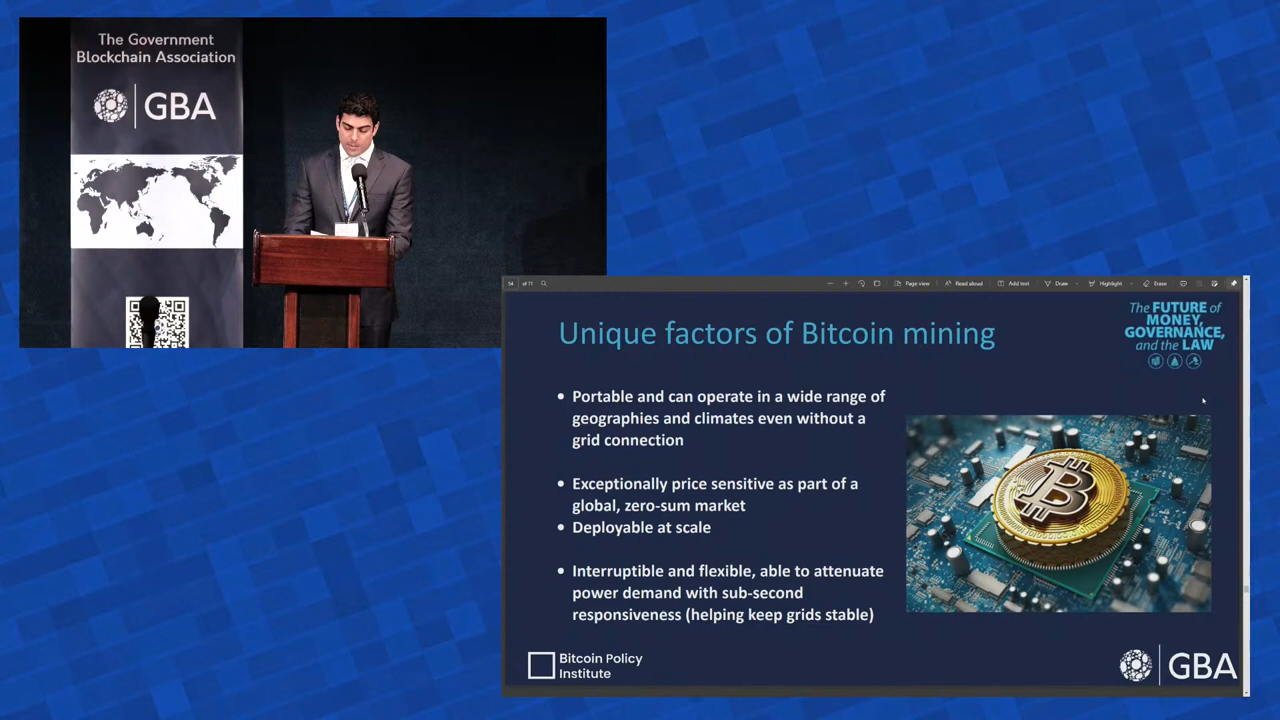 The Government
Blockchain Association
GBA
54 of 71
Page view
Read aloud
Add text
Draw
Highlight
Erase
The FUTURE of
MONEY,
GOVERNANCE,
and the LAW
Unique factors of Bitcoin mining
• Portable and can operate in a wide range of
geographies and climates even without a
grid connection
• Exceptionally price sensitive as part of a
global, zero-sum market
• Deployable at scale
• Interruptible and flexible, able to attenuate
power demand with sub-second
responsiveness (helping keep grids stable)
Bitcoin Policy
Institute
GBA